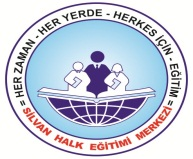 = HER ZAMAN - HER YERDE - HERKES İÇİN - EĞİTİM =
SİLVAN HALK EĞİTİMİ MERKEZİ